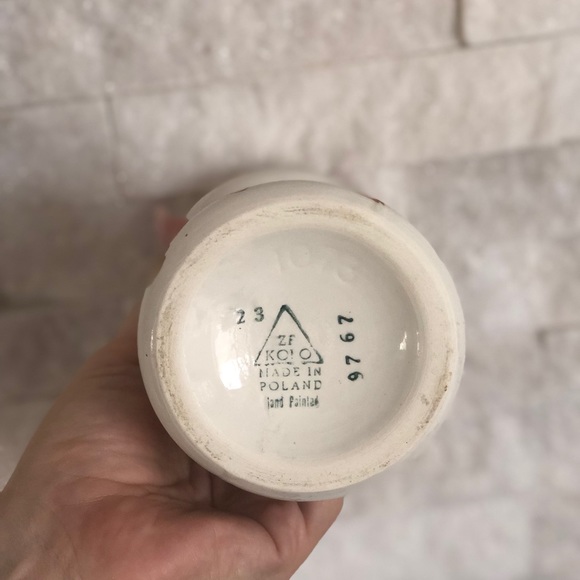 23
ZF
KOŁO
MADE IN
POLAND
Hand Painted
9767